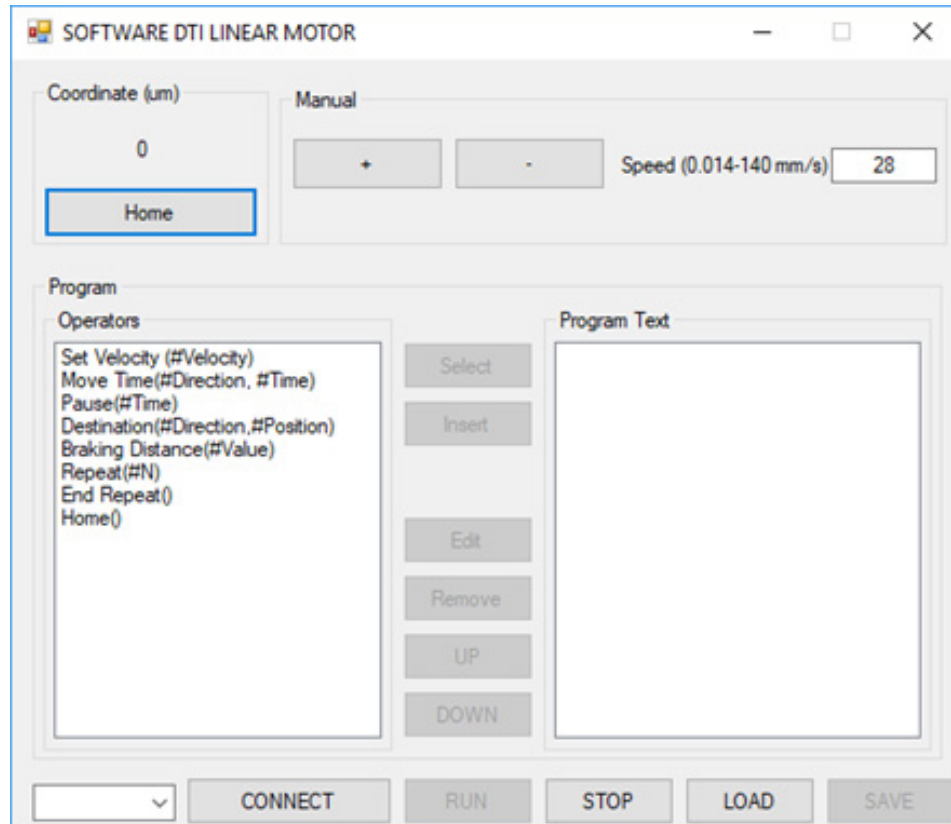 SOFTWARE DTI LINEAR MOTOR
Coordinate (um)
0
Home
Manual
+
-
Speed (0.014-140 mm/s)
28
Program
Operators
Set Velocity (#Velocity)
Move Time(#Direction, #Time)
Pause(#Time)
Destination(#Direction,#Position)
Braking Distance(#Value)
Repeat(#N)
End Repeat()
Home()
Select
Insert
Edit
Remove
UP
DOWN
Program Text
CONNECT
RUN
STOP
LOAD
SAVE